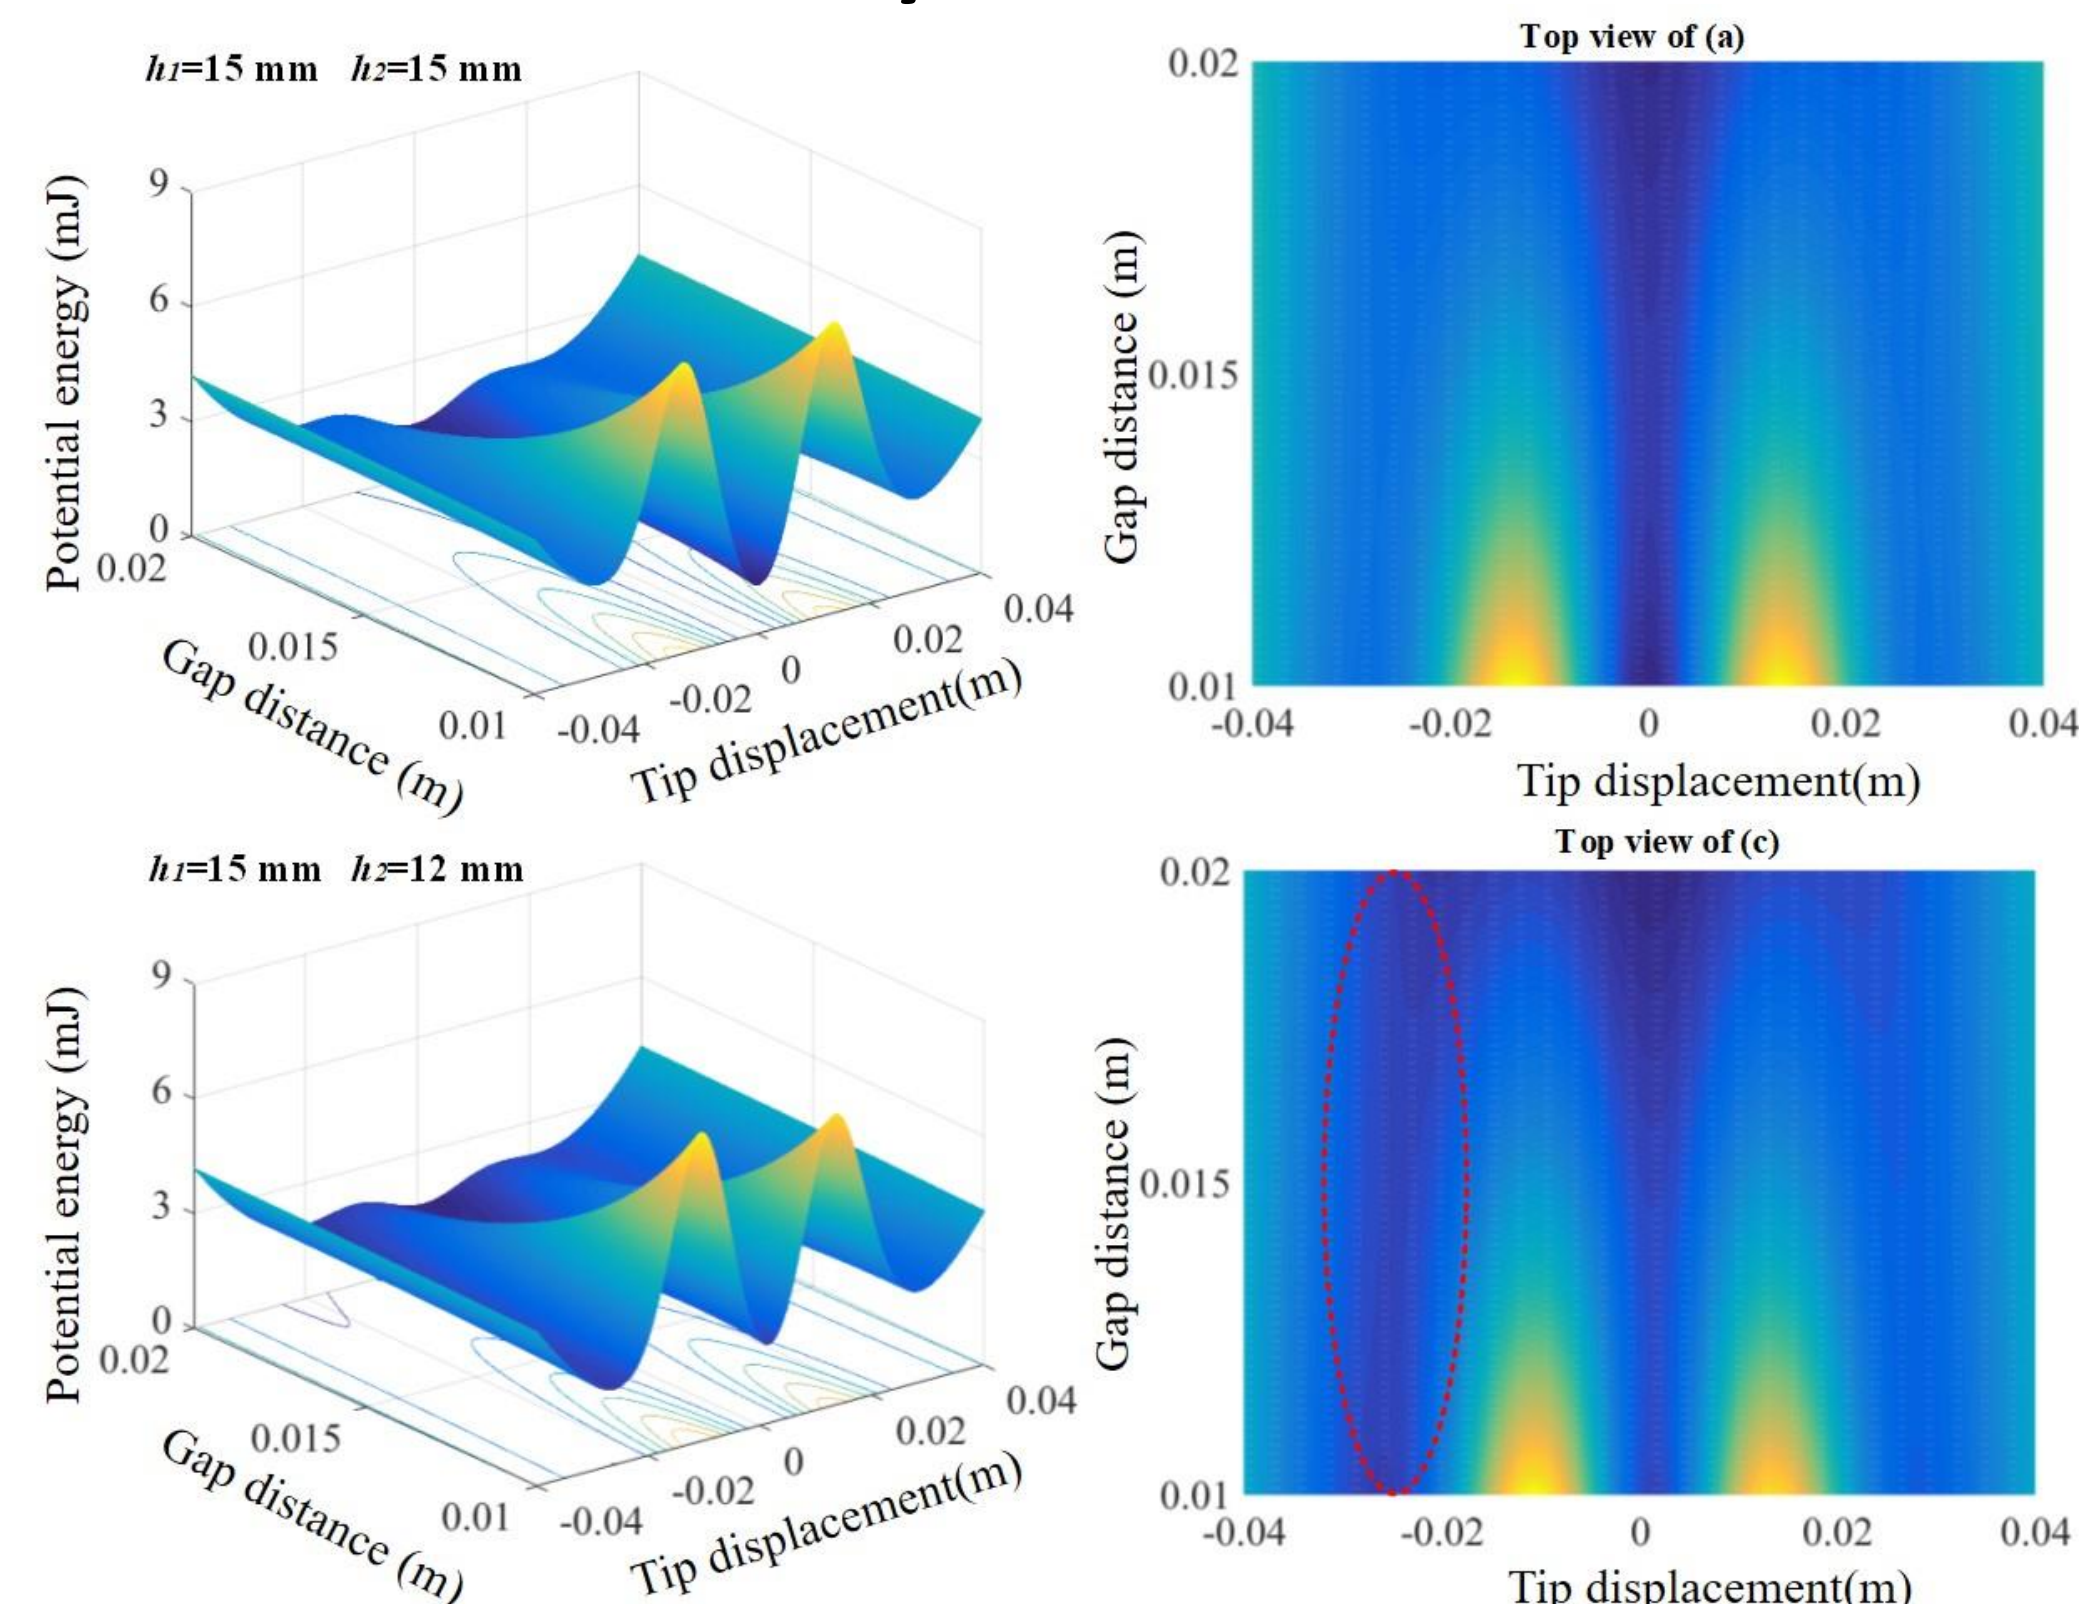 h1=15 mm h2=15 mm
Potential energy (mJ)
9
6
3
0
0.02
0.015
0.01
Gap distance (m)
-0.04
-0.02
0
0.02
0.04
Tip displacement(m)
Top view of (a)
Gap distance (m)
0.02
0.015
0.01
-0.04 -0.02 0 0.02 0.04
Tip displacement(m)
h1=15 mm h2=12 mm
Potential energy (mJ)
9
6
3
0
0.02
0.015
0.01
Gap distance (m)
-0.04
-0.02
0
0.02
0.04
Tip displacement(m)
Top view of (c)
Gap distance (m)
0.02
0.015
0.01
-0.04 -0.02 0 0.02 0.04
Tip displacement(m)